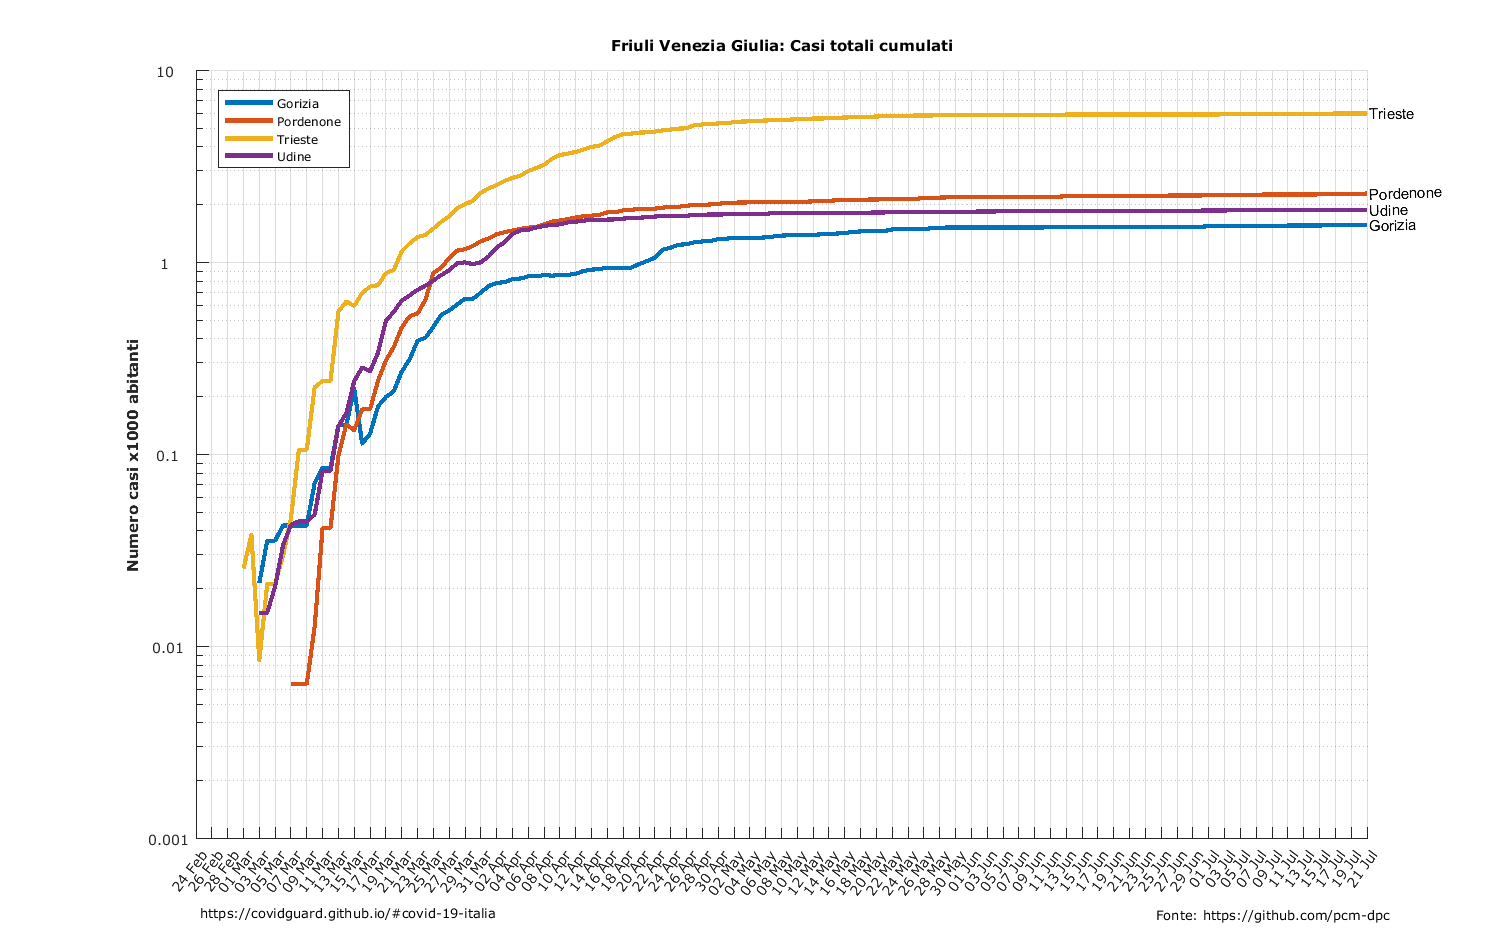 Friuli Venezia Giulia: Casi totali cumulati
10
1
0.1
0.01
0.001
Numero casi x1000 abitanti
Gorizia
Pordenone
Trieste
Udine
Trieste
Pordenone
Udine
Gorizia
24 Feb
26 Feb
28 Feb
01 Mar
03 Mar
05 Mar
07 Mar
09 Mar
11 Mar
13 Mar
15 Mar
17 Mar
19 Mar
21 Mar
23 Mar
25 Mar
27 Mar
29 Mar
31 Mar
02 Apr
04 Apr
06 Apr
08 Apr
10 Apr
12 Apr
14 Apr
16 Apr
18 Apr
20 Apr
22 Apr
24 Apr
26 Apr
28 Apr
30 Apr
02 May
04 May
06 May
08 May
10 May
12 May
14 May
16 May
18 May
20 May
22 May
24 May
26 May
28 May
30 May
01 Jun
03 Jun
05 Jun
07 Jun
09 Jun
11 Jun
13 Jun
15 Jun
17 Jun
19 Jun
21 Jun
23 Jun
25 Jun
27 Jun
29 Jun
01 Jul
03 Jul
05 Jul
07 Jul
09 Jul
11 Jul
13 Jul
15 Jul
17 Jul
19 Jul
21 Jul
https://covidguard.github.io/#covid-19-italia
Fonte: https://github.com/pcm-dpc